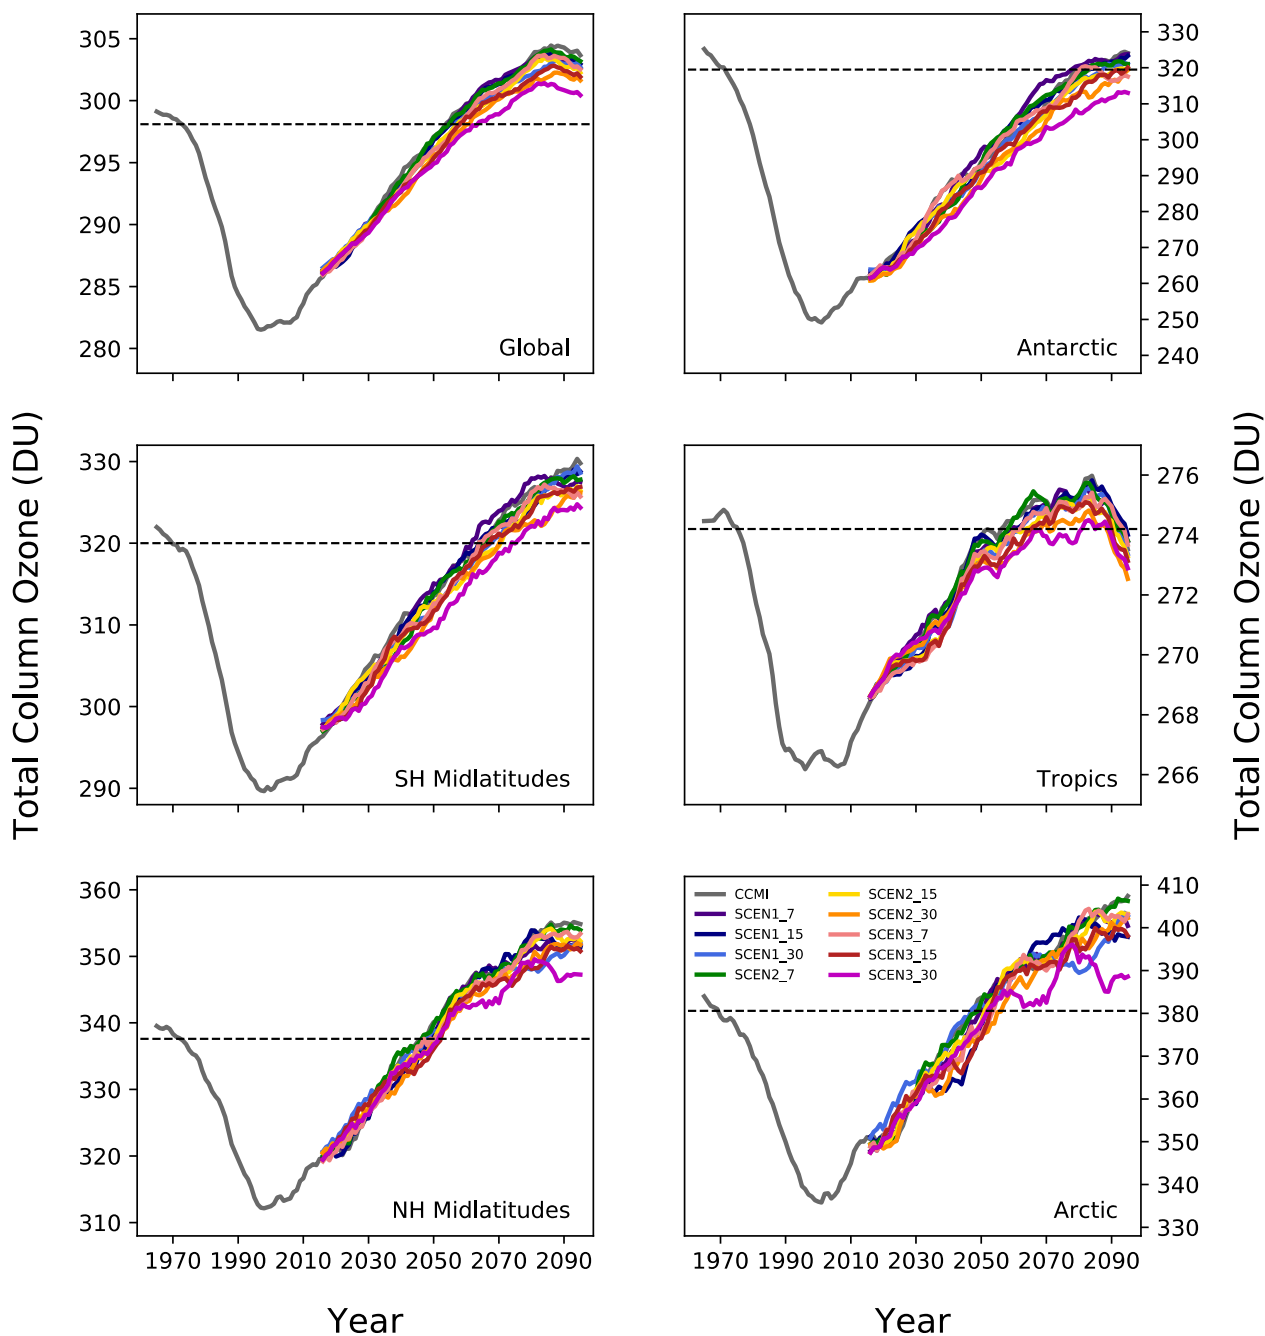 305
300
295
290
285
280
Global
330
320
310
300
290
280
270
260
250
240
Antarctic
Total Column Ozone (DU)
330
320
310
300
290
SH Midlatitudes
276
274
272
270
268
266
Tropics
Total Column Ozone (DU)
360
350
340
330
320
310
NH Midlatitudes
1970 1990 2010 2030 2050 2070 2090
Year
CCMI
SCEN1_7
SCEN1_15
SCEN1_30
SCEN2_7
SCEN2_15
SCEN2_30
SCEN3_7
SCEN3_15
SCEN3_30
410
400
390
380
370
360
350
340
330
Arctic
1970 1990 2010 2030 2050 2070 2090
Year